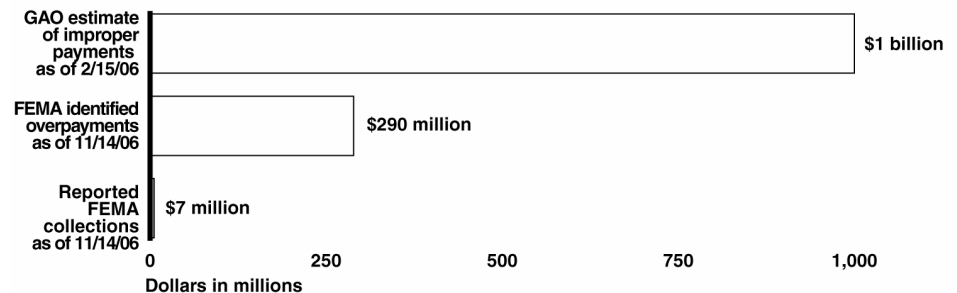 GAO estimate
of improper
payments
as of 2/15/06
$1 billion
FEMA identified
overpayments
as of 11/14/06
$290 million
Reported
FEMA
collections
as of 11/14/06
$7 million
0 250 500 750 1,000
Dollars in millions